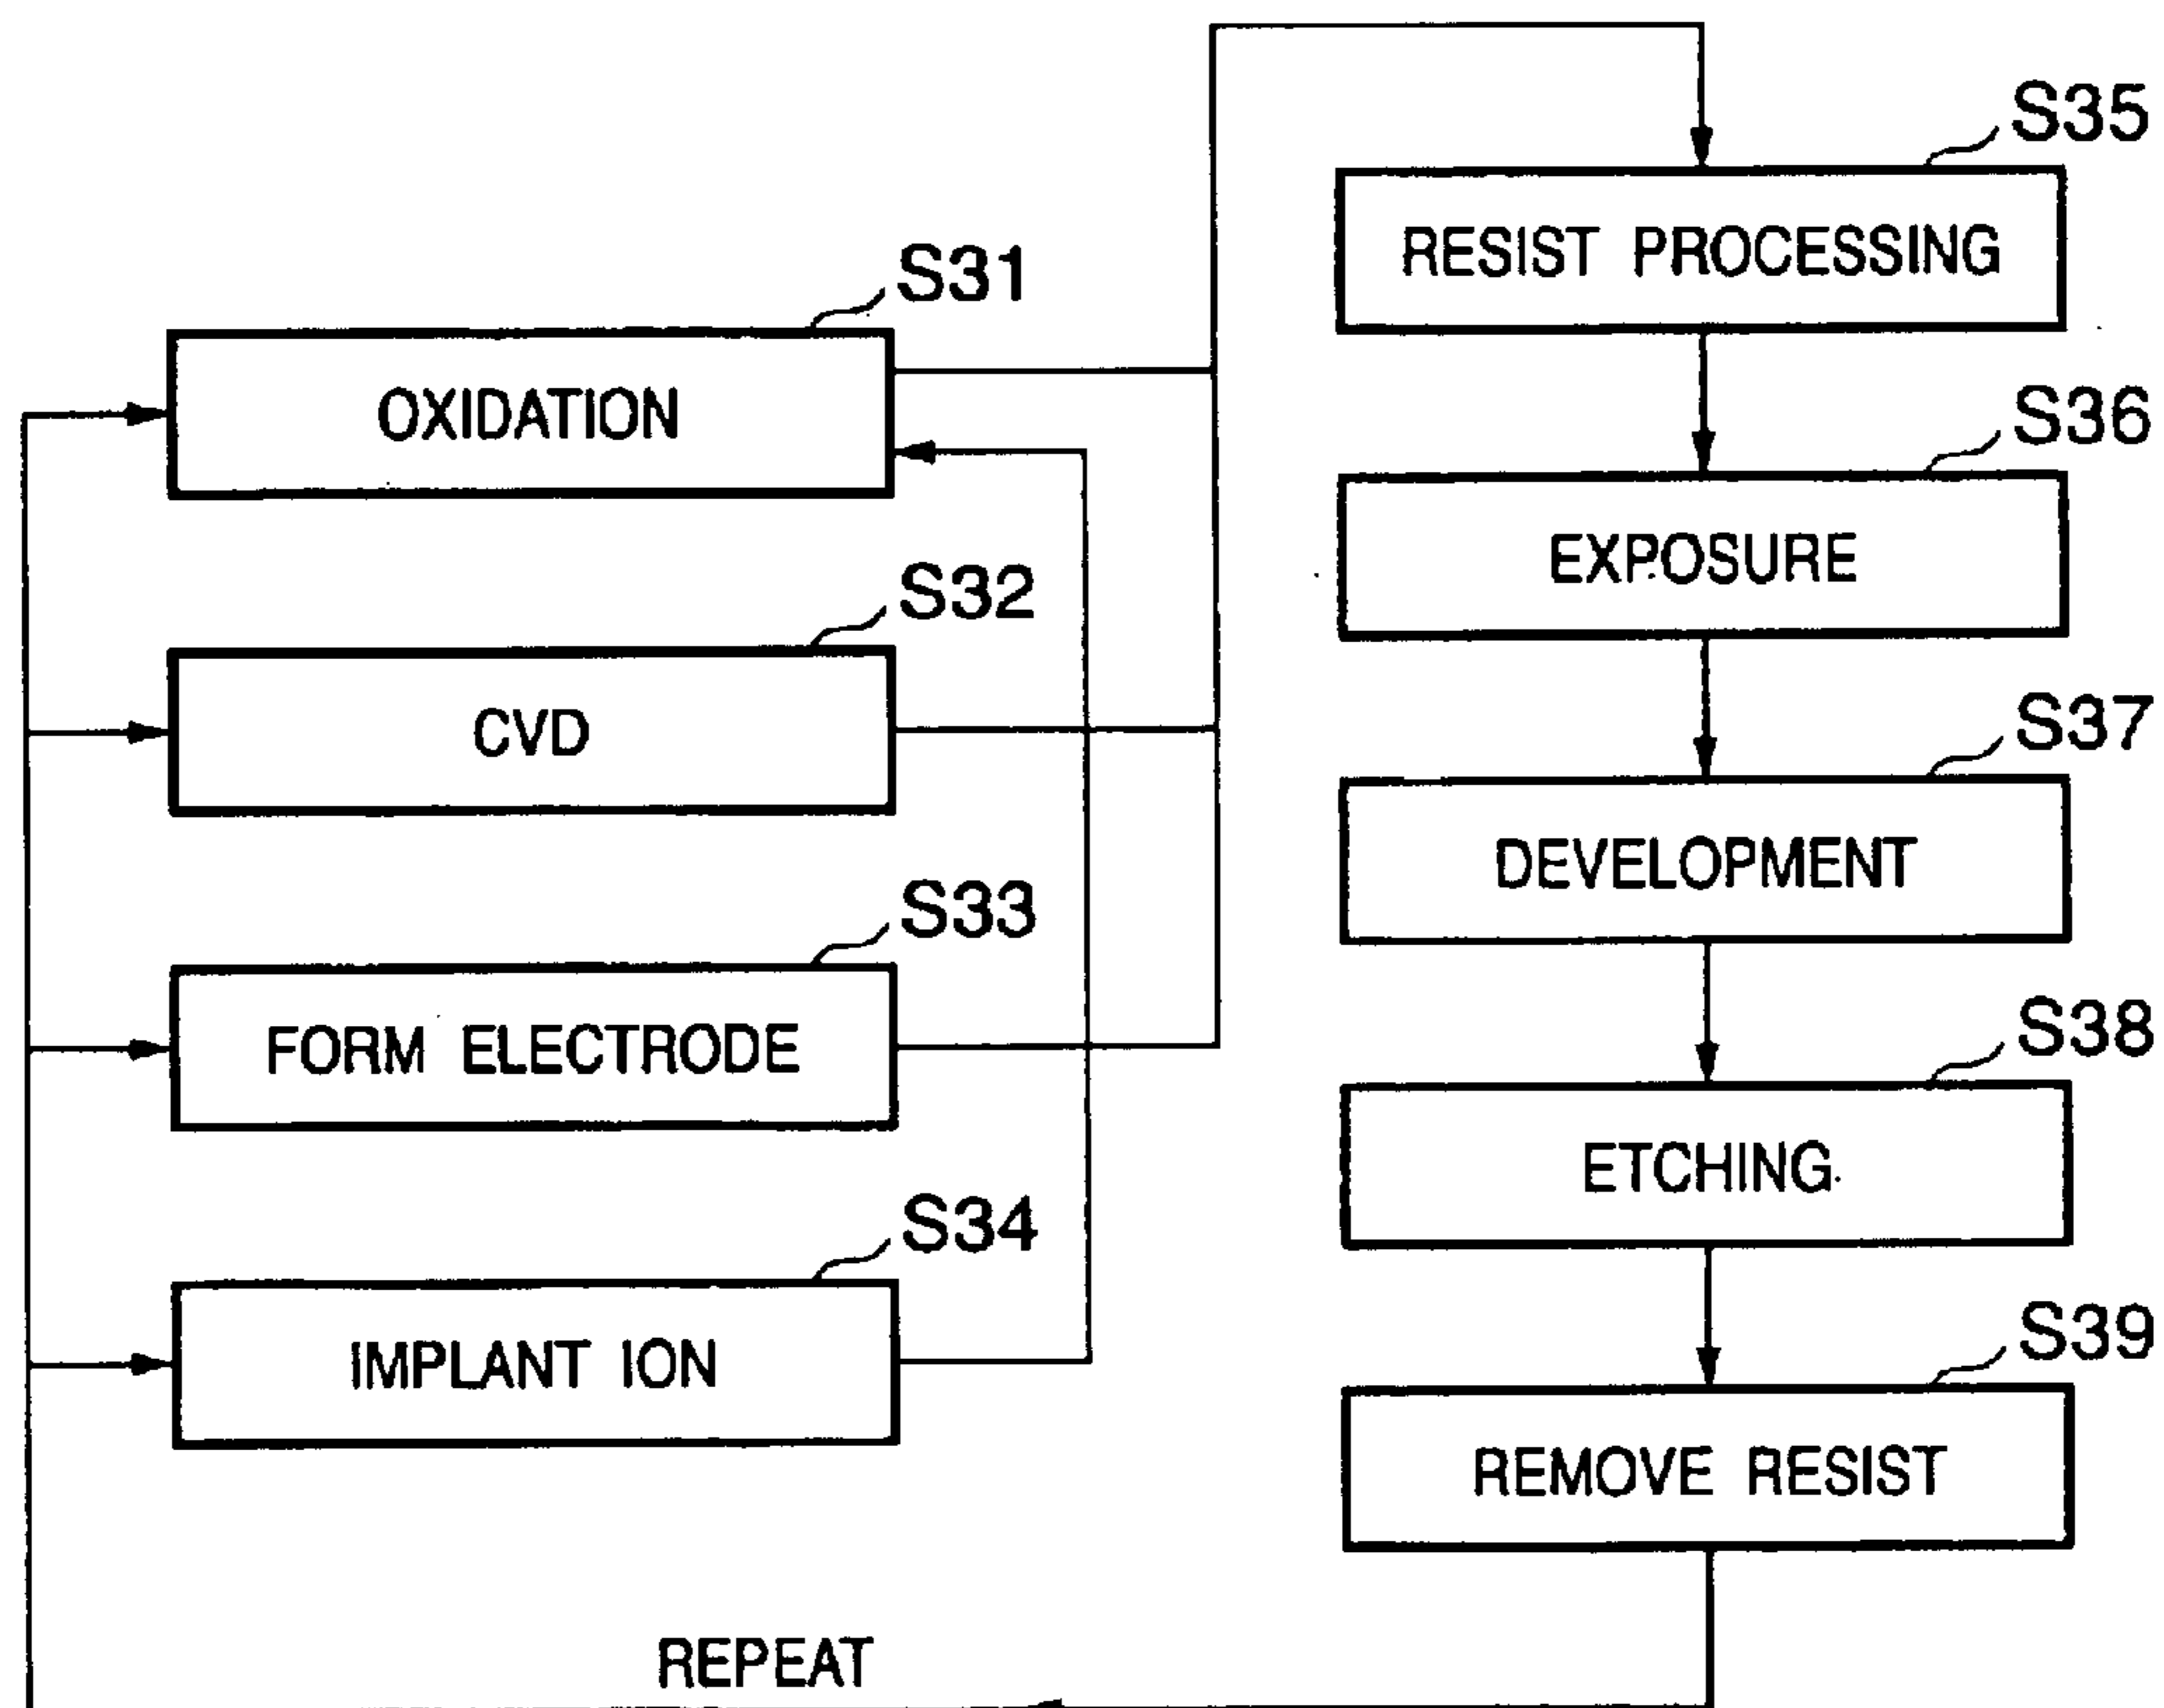 S31
OXIDATION
S32
CVD
S33
FORM ELECTRODE
S34
IMPLANT ION
S35
RESIST PROCESSING
S36
EXPOSURE
S37
DEVELOPMENT
S38
ETCHING
S39
REMOVE RESIST
REPEAT